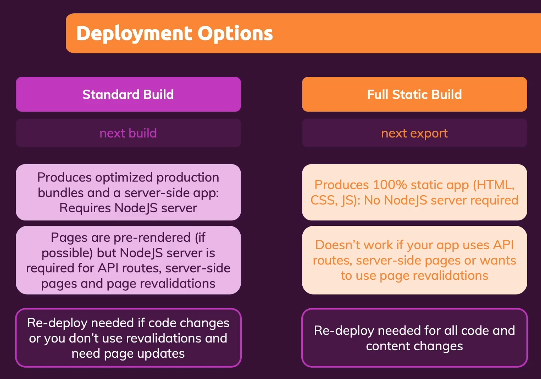 Deployment Options
Standard Build
next build
Produces optimized production
bundles and a server-side app:
Requires NodeJS server
Pages are pre-rendered (if
possible) but NodeJS server is
required for API routes, server-side
pages and page revalidations
Re-deploy needed if code changes
or you don't use revalidations and
need page updates
Full Static Build
next export
Produces 100% static app (HTML,
CSS, JS): No NodeJS server required
Doesn't work if your app uses API
routes, server-side pages or wants
to use page revalidations
Re-deploy needed for all code and
content changes